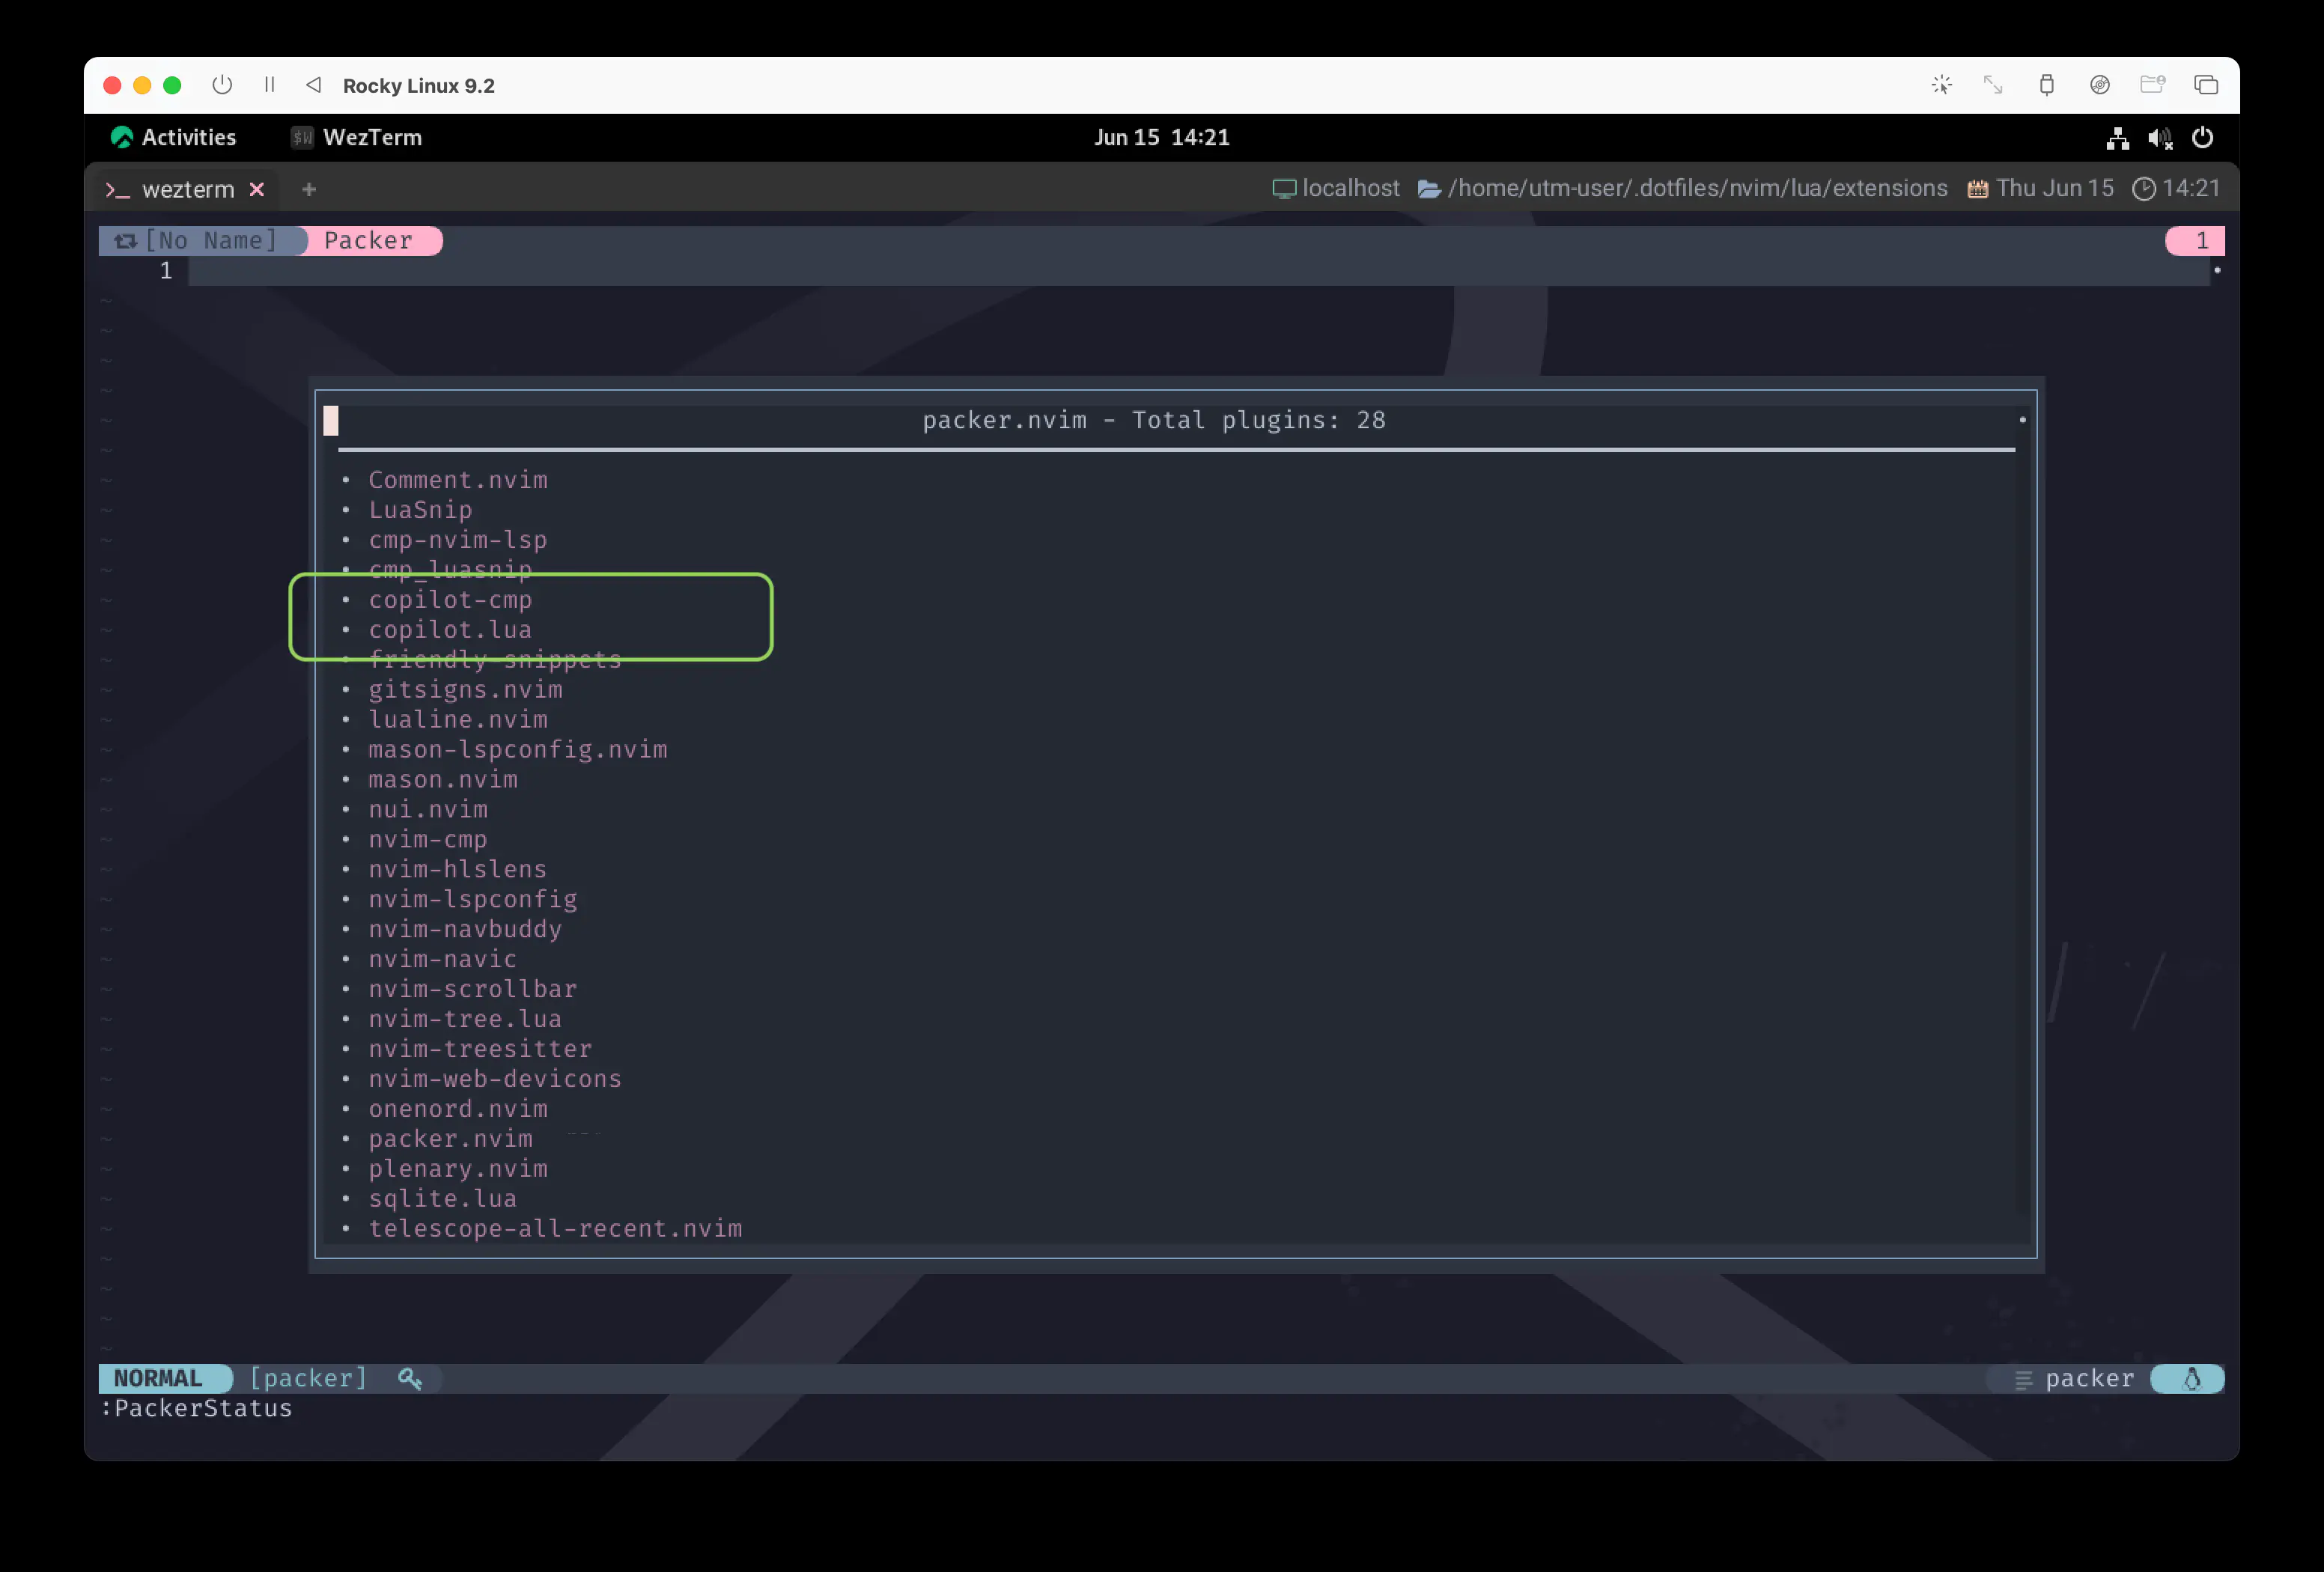 Rocky Linux 9.2
Activities $W WezTerm Jun 15 14:21
>_ wezterm × + localhost /home/utm-user/.dotfiles/nvim/lua/extensions Thu Jun 15 14:21
[No Name] Packer 1
1
packer.nvim - Total plugins: 28
• Comment.nvim
• LuaSnip
• cmp-nvim-lsp
• cmp_luasnip
• copilot-cmp
• copilot.lua
• friendly-snippets
• gitsigns.nvim
• lualine.nvim
• mason-lspconfig.nvim
• mason.nvim
• nui.nvim
• nvim-cmp
• nvim-hlslens
• nvim-lspconfig
• nvim-navbuddy
• nvim-navic
• nvim-scrollbar
• nvim-tree.lua
• nvim-treesitter
• nvim-web-devicons
• onenord.nvim
• packer.nvim
• plenary.nvim
• sqlite.lua
• telescope-all-recent.nvim
NORMAL [packer] packer
:PackerStatus